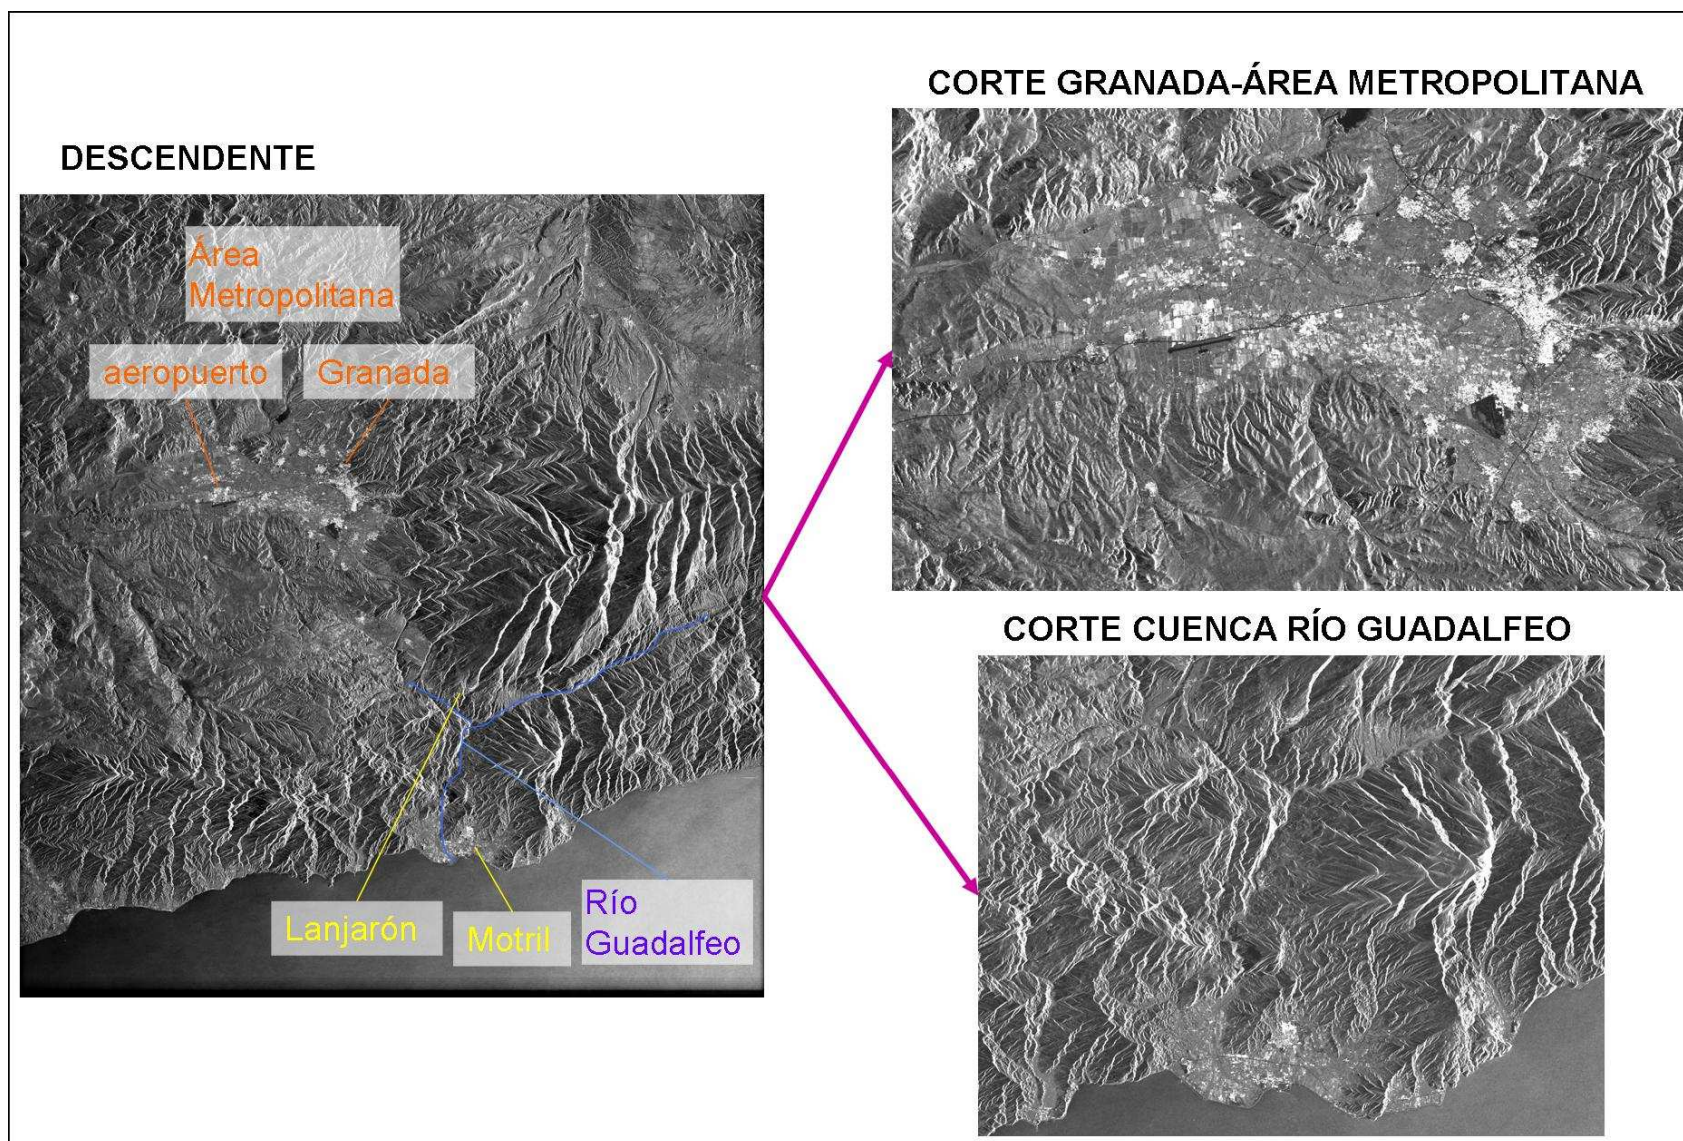 DESCENDENTE
Área
Metropolitana
aeropuerto
Granada
Lanjarón
Motril
Río
Guadalfeo
CORTE GRANADA-ÁREA METROPOLITANA
CORTE CUENCA RÍO GUADALFEO